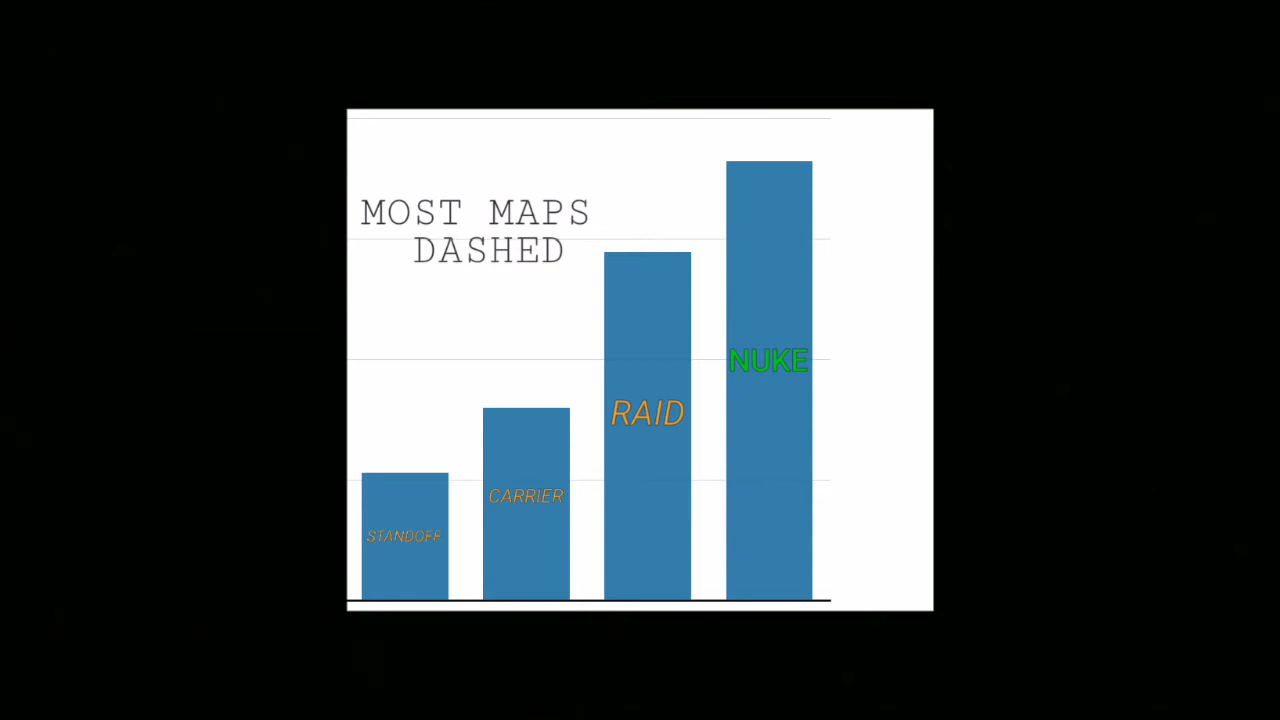 MOST MAPS
DASHED
NUKE
RAID
CARRIER
STANDOFF